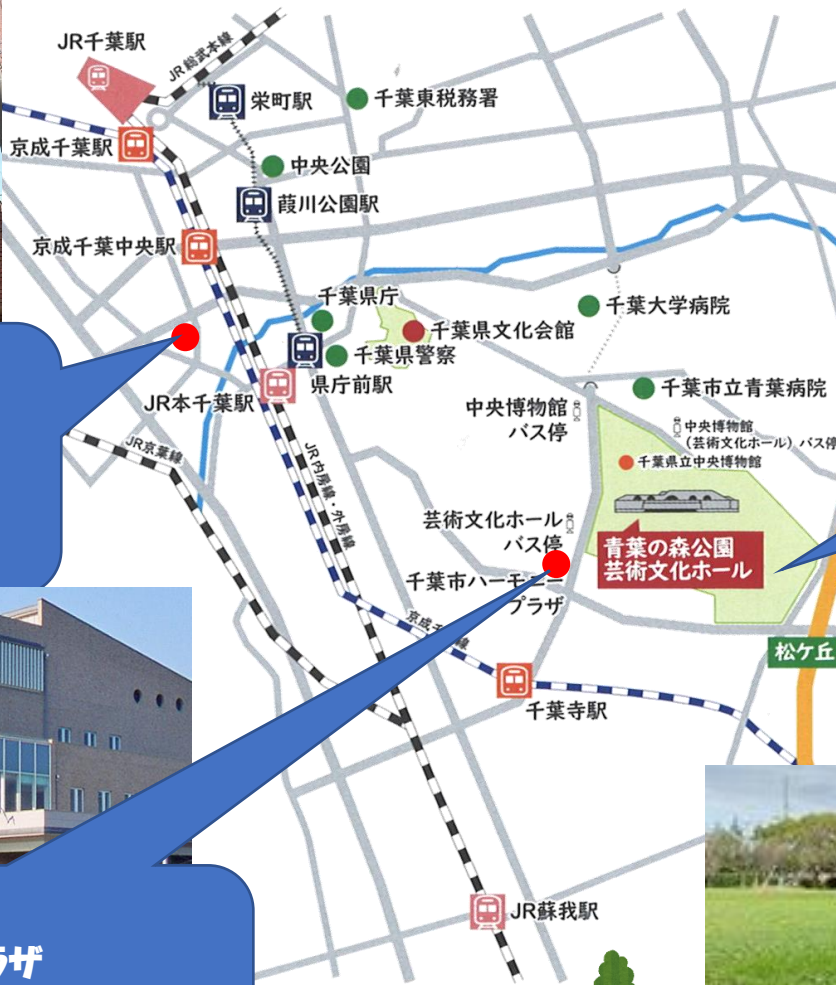 JR千葉駅
JR 総武本線
栄町駅
千葉東税務署
京成千葉駅
中央公園
葭川公園駅
京成千葉中央駅
千葉県庁
千葉大学病院
千葉県文化会館
千葉県警察
県庁前駅
JR本千葉駅
千葉市立青葉病院
中央博物館
バス停
中央博物館
(芸術文化ホール)バス停
千葉県立中央博物館
JR京葉線
JR内房線・外房線
芸術文化ホール
バス停
青葉の森公園
芸術文化ホール
千葉市ハーモニー
プラザ
京成千
線
松ケ丘
千葉寺駅
JR蘇我駅
ラザ